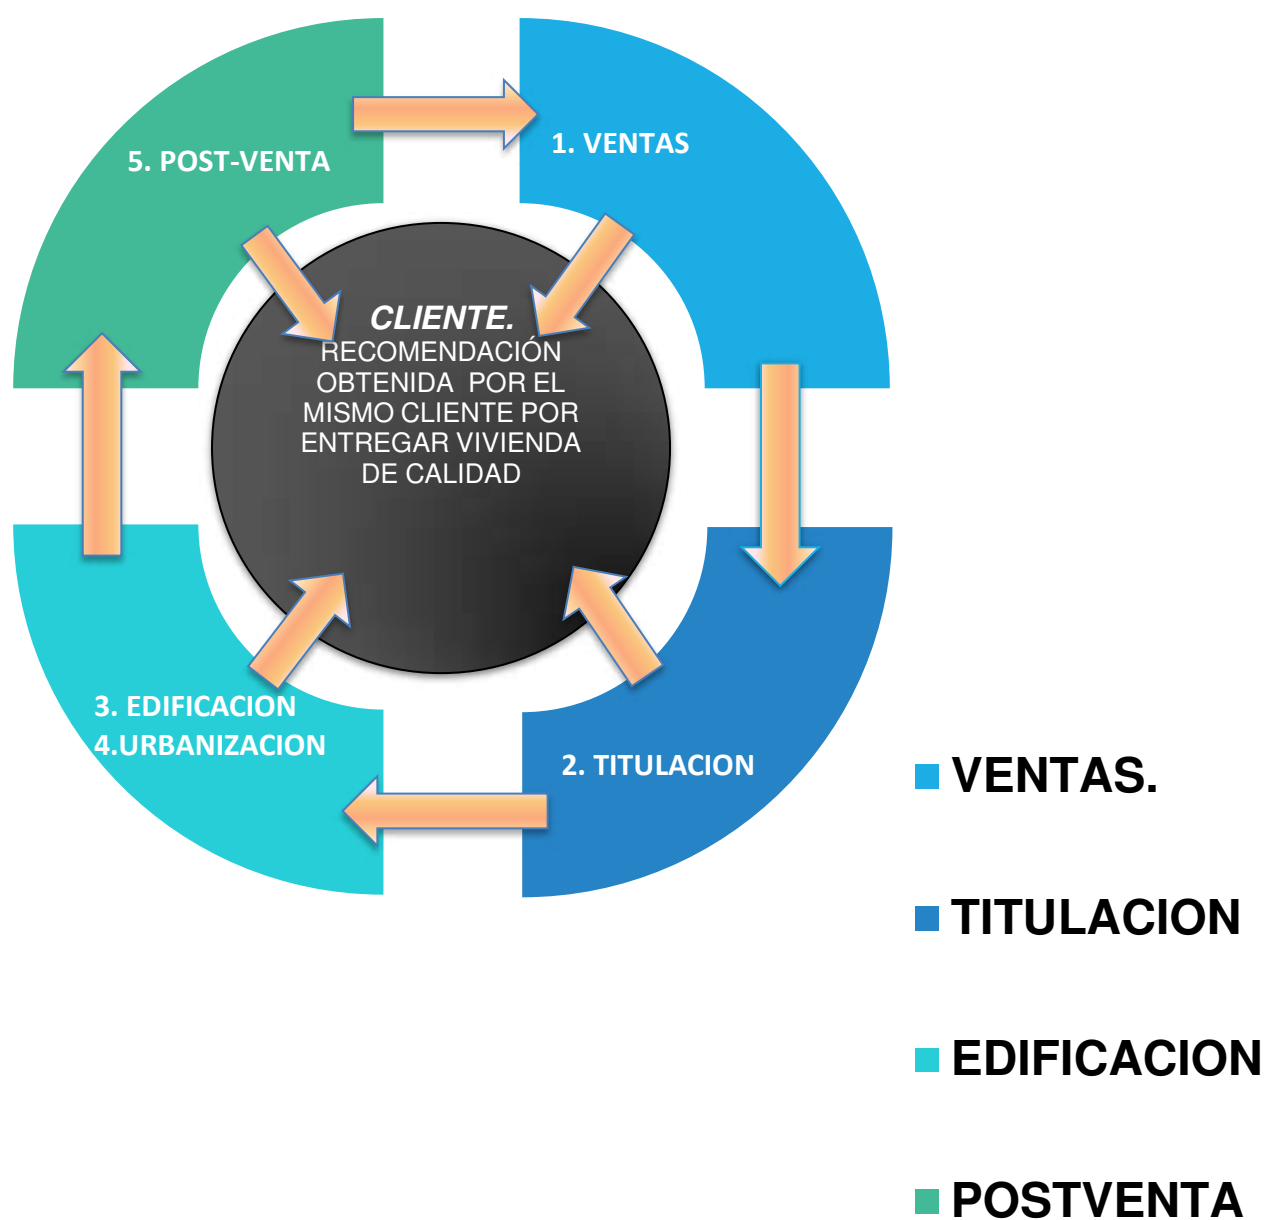 5. POST-VENTA
1. VENTAS
CLIENTE.
RECOMENDACIÓN
OBTENIDA  POR EL
MISMO CLIENTE POR
ENTREGAR VIVIENDA
DE CALIDAD
3. EDIFICACION
4.URBANIZACION
2. TITULACION
VENTAS.
TITULACION
EDIFICACION
POSTVENTA